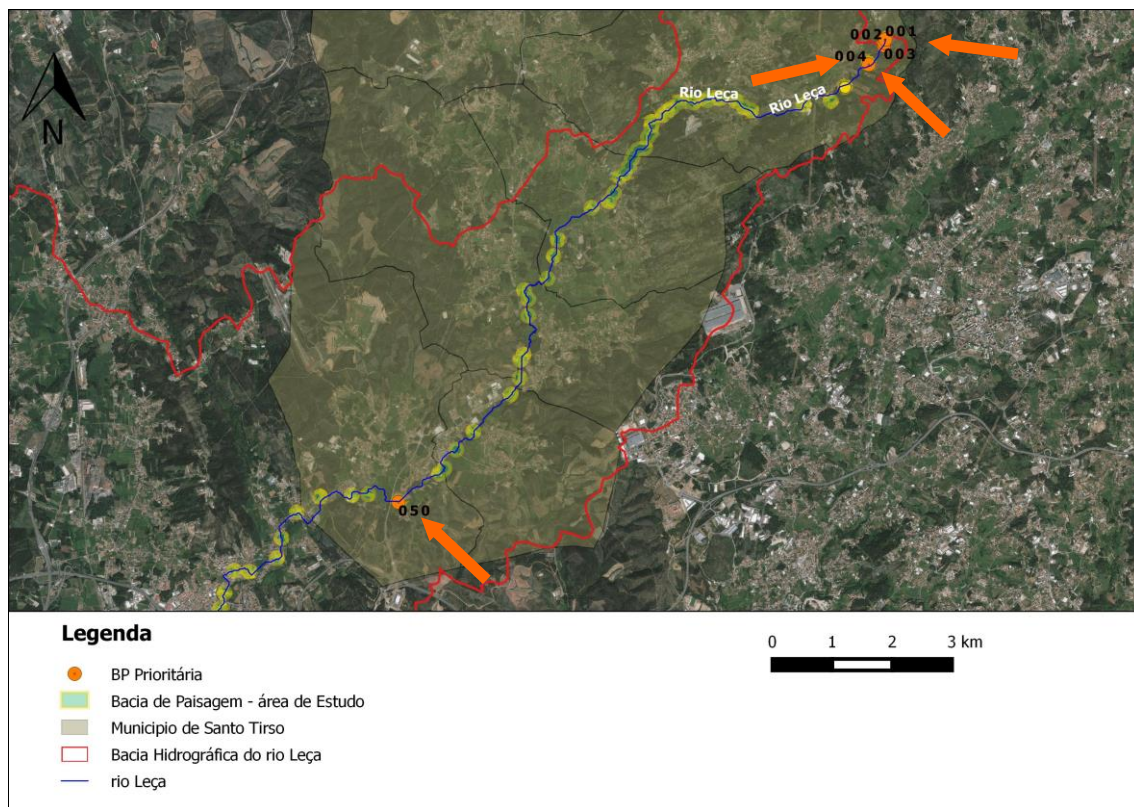 002 001
004 003
Rio Leça
Rio Leça
N
050
Legenda
BP Prioritária
Bacia de Paisagem - área de Estudo
Municipio de Santo Tirso
Bacia Hidrográfica do rio Leça
rio Leça
0 1 2 3 km